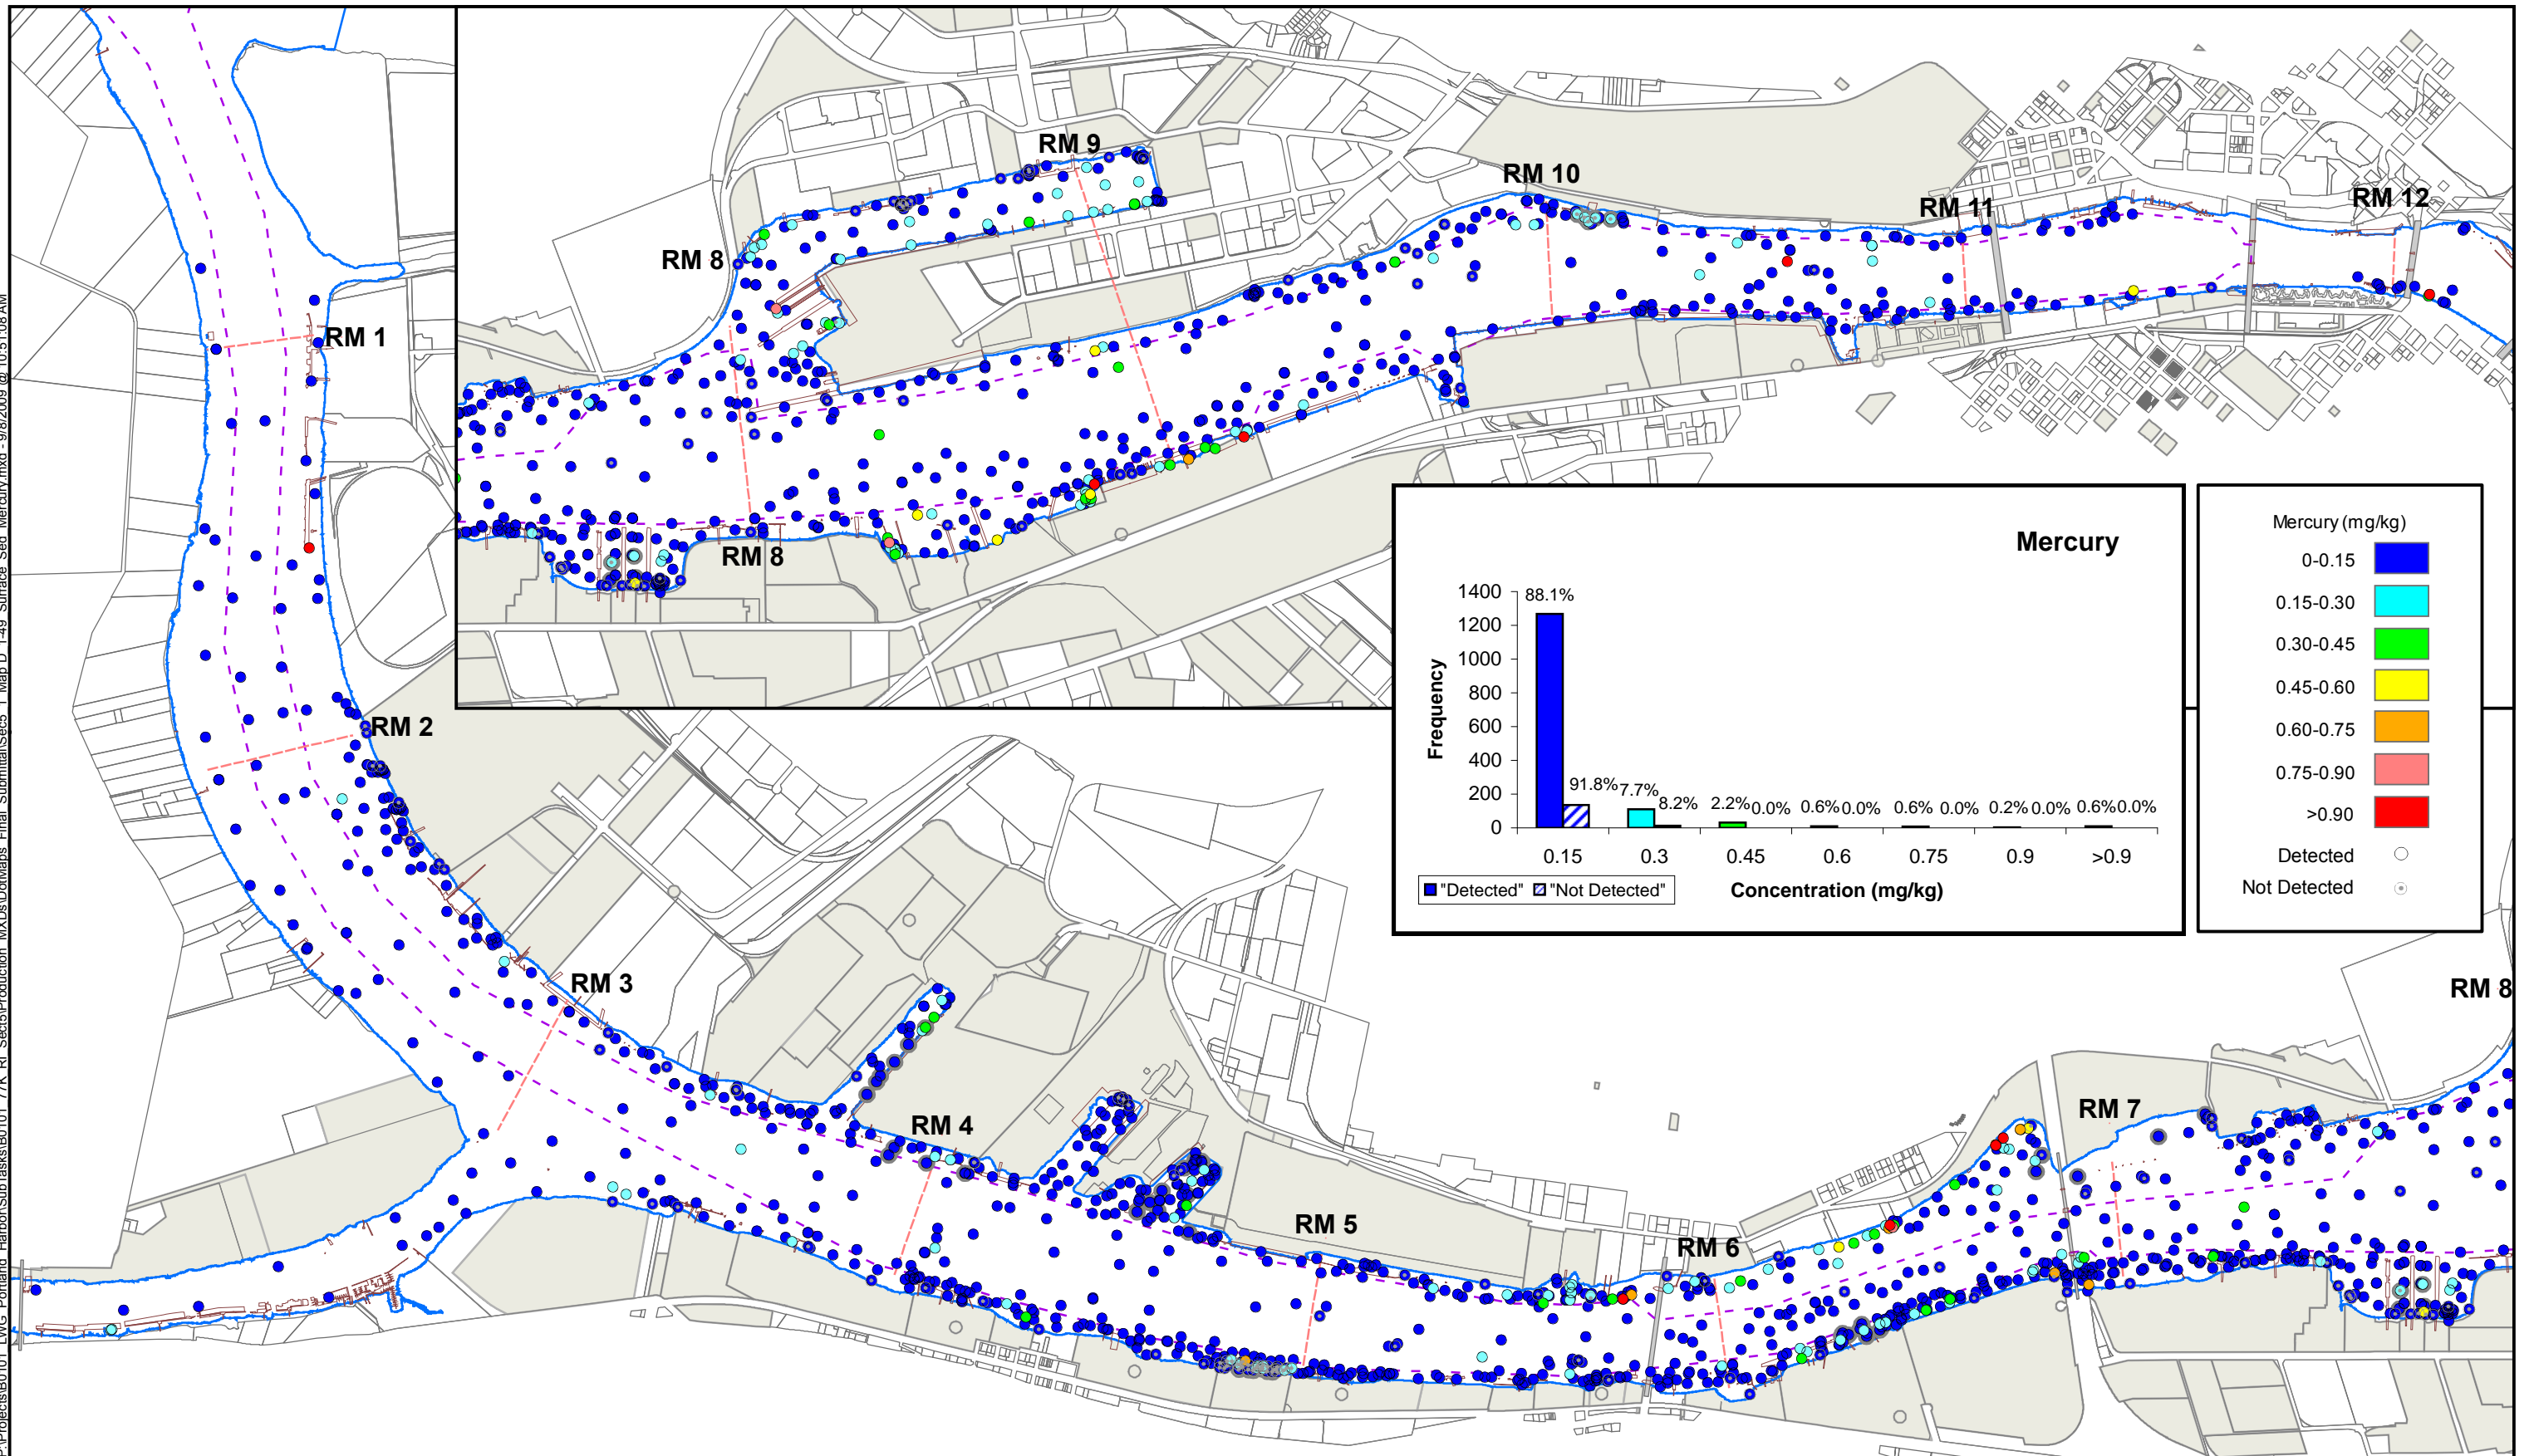 RM 9
RM 10
RM 11
RM 12
RM 8
RM 1
RM 8
RM 2
RM 3
RM 4
RM 5
RM 6
RM 7
RM 8
Mercury
Frequency
1400
1200
1000
800
600
400
200
0
88.1%
91.8%
7.7%
8.2%
2.2%
0.0%
0.6%
0.0%
0.6%
0.0%
0.2%
0.0%
0.6%
0.0%
0.15 0.3 0.45 0.6 0.75 0.9 >0.9
"Detected" "Not Detected"
Concentration (mg/kg)
Mercury (mg/kg)
0-0.15
0.15-0.30
0.30-0.45
0.45-0.60
0.60-0.75
0.75-0.90
>0.90
Detected
Not Detected